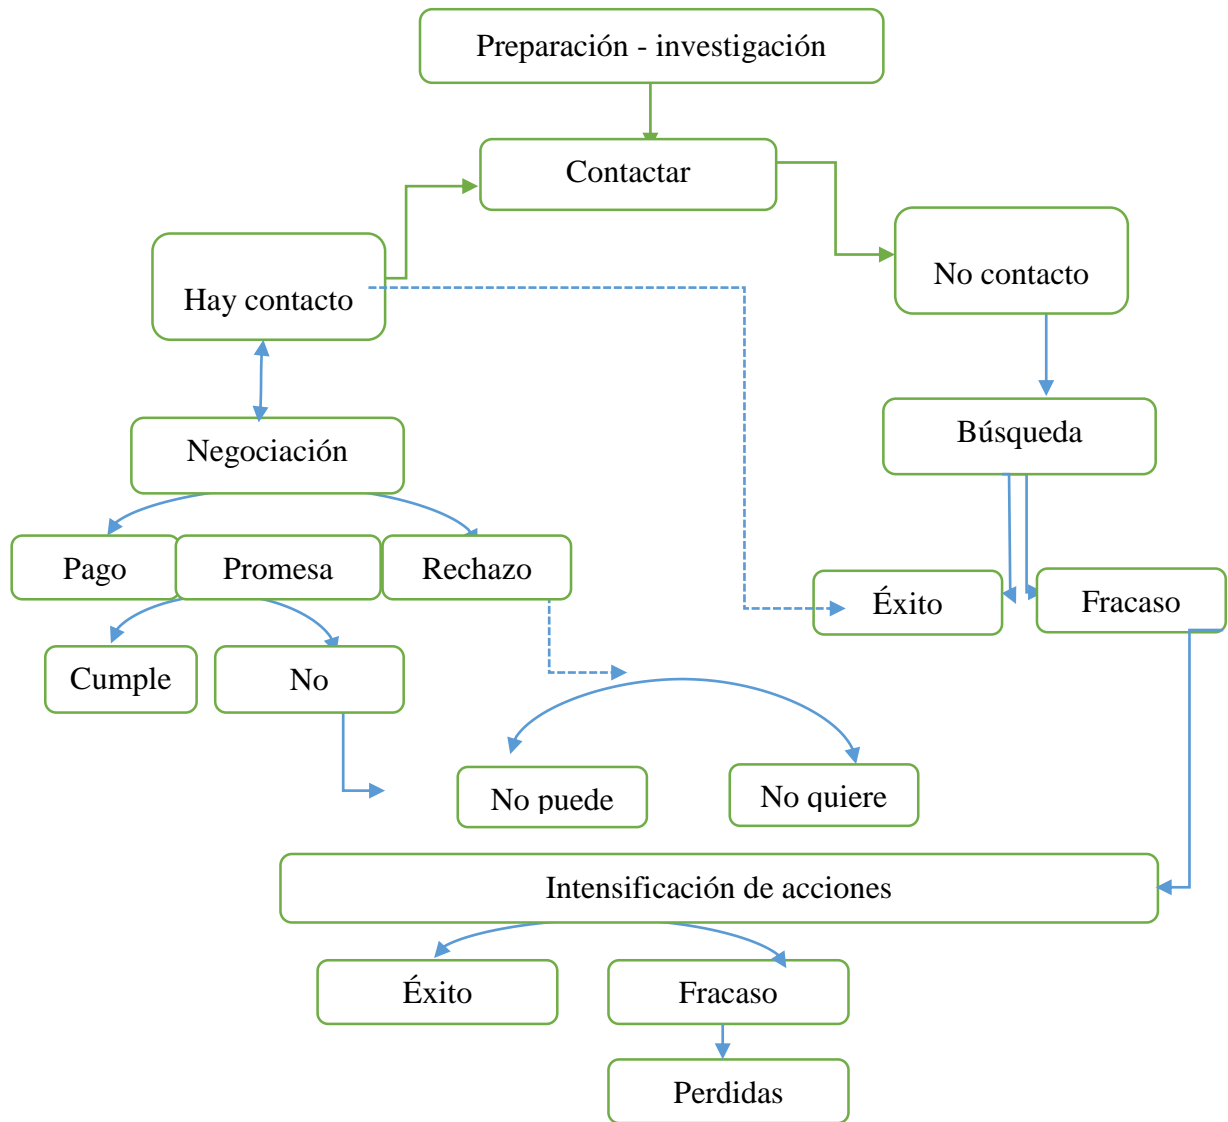 Preparación - investigación
Contactar
Hay contacto
No contacto
Negociación
Búsqueda
Pago
Promesa
Rechazo
Éxito
Fracaso
Cumple
No
No puede
No quiere
Intensificación de acciones
Éxito
Fracaso
Perdidas